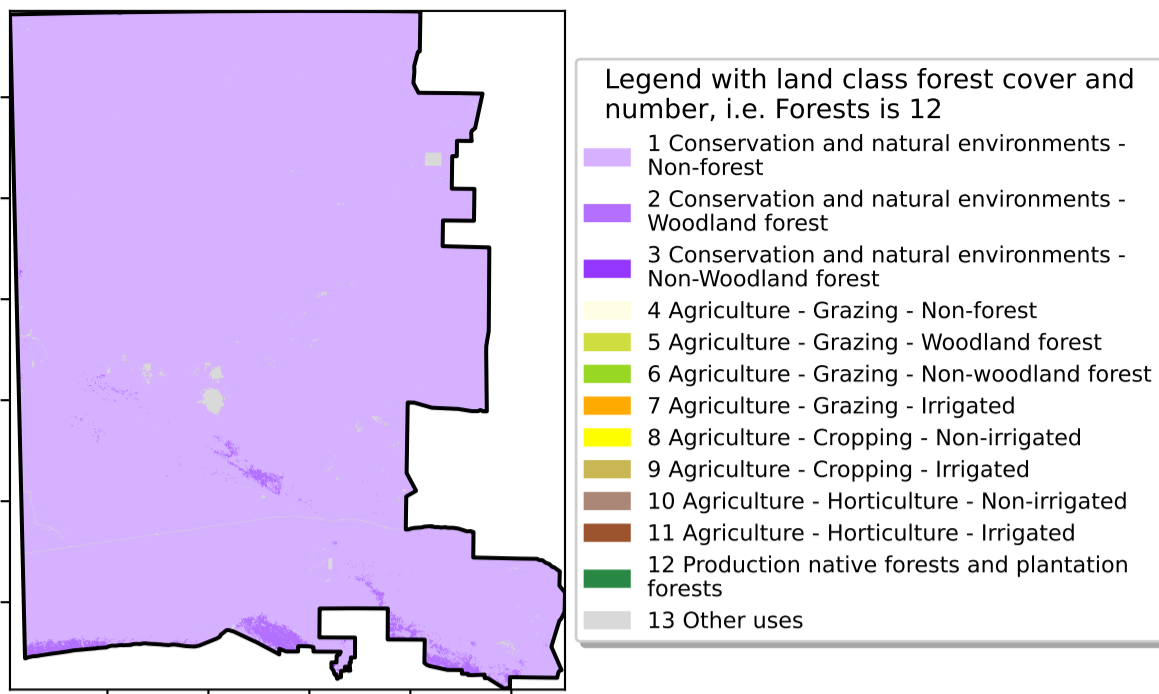 Legend with land class forest cover and
number, i.e. Forests is 12
1 Conservation and natural environments -
Non-forest
2 Conservation and natural environments -
Woodland forest
3 Conservation and natural environments -
Non-Woodland forest
4 Agriculture - Grazing - Non-forest
5 Agriculture - Grazing - Woodland forest
6 Agriculture - Grazing - Non-woodland forest
7 Agriculture - Grazing - Irrigated
8 Agriculture - Cropping - Non-irrigated
9 Agriculture - Cropping - Irrigated
10 Agriculture - Horticulture - Non-irrigated
11 Agriculture - Horticulture - Irrigated
12 Production native forests and plantation
forests
13 Other uses